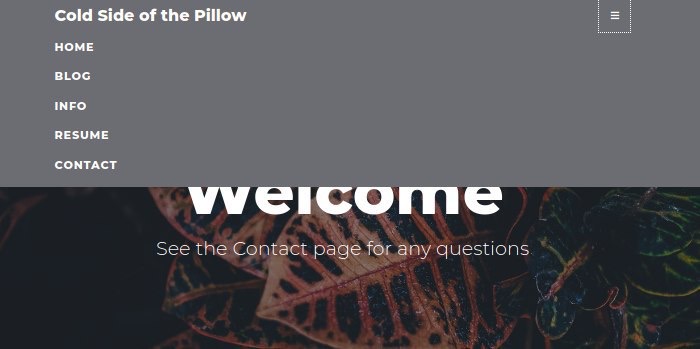 Cold Side of the Pillow
HOME
BLOG
INFO
RESUME
CONTACT
Welcome
See the Contact page for any questions